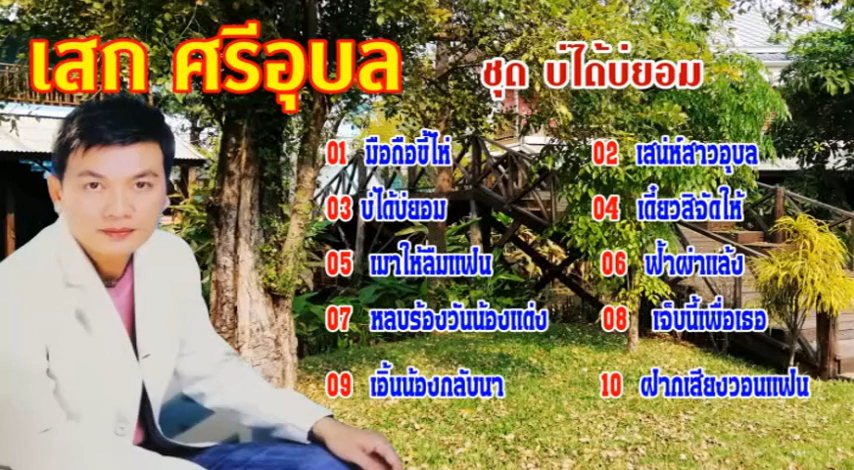 เสก ศรีอุบล
ชุด บ่ได้บ่ยอม
01 มือถือขี้ไห่ 02 เสน่ห์สาวอุบล
03 บ่ได้บ่ยอม 04 เดี๋ยวสิจัดให้
05 เมาให้ลืมแฟน 06 ฟ้าผ่าแล้ง
07 หลบร้องวันน้องแต่ง 08 เจ็บนี้เพื่อเธอ
09 เอิ้นน้องกลับนา 10 ฝากเสียงวอนแฟน